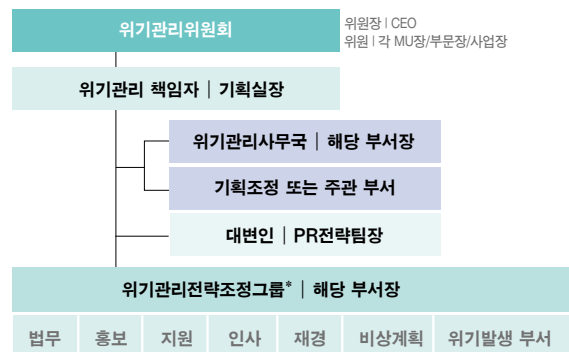 위기관리위원회
위원장 | CEO
위원 | 각 MU장/부문장/사업장
위기관리 책임자 | 기획실장
위기관리사무국 | 해당 부서장
기획조정 또는 주관 부서
대변인 | PR전략팀장
위기관리전략조정그룹* | 해당 부서장
법무 홍보 지원 인사 재경 비상계획 위기발생 부서